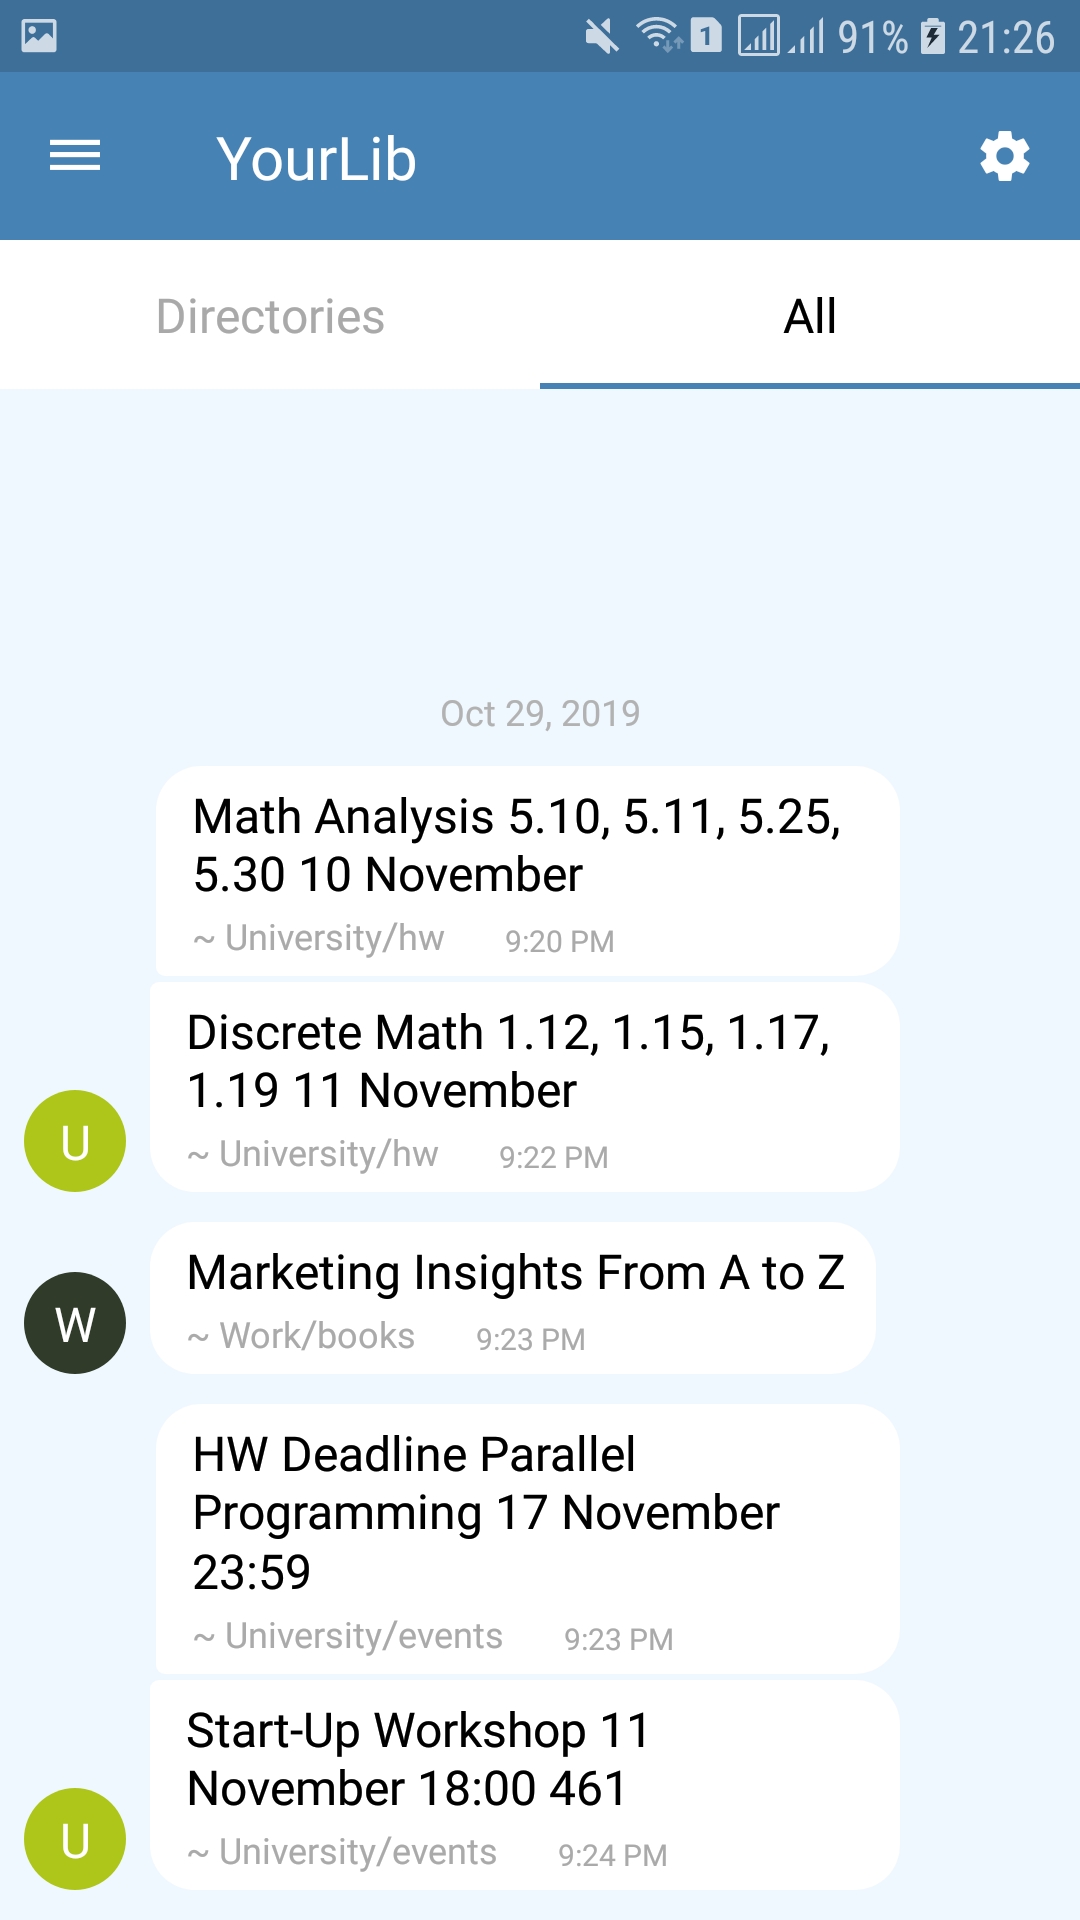 1 91% 21:26
YourLib
Directories All
Oct 29, 2019
Math Analysis 5.10, 5.11, 5.25,
5.30 10 November
~ University/hw 9:20 PM
Discrete Math 1.12, 1.15, 1.17,
1.19 11 November
~ University/hw 9:22 PM
U
Marketing Insights From A to Z
~ Work/books 9:23 PM
W
HW Deadline Parallel
Programming 17 November
23:59
~ University/events 9:23 PM
Start-Up Workshop 11
November 18:00 461
~ University/events 9:24 PM
U